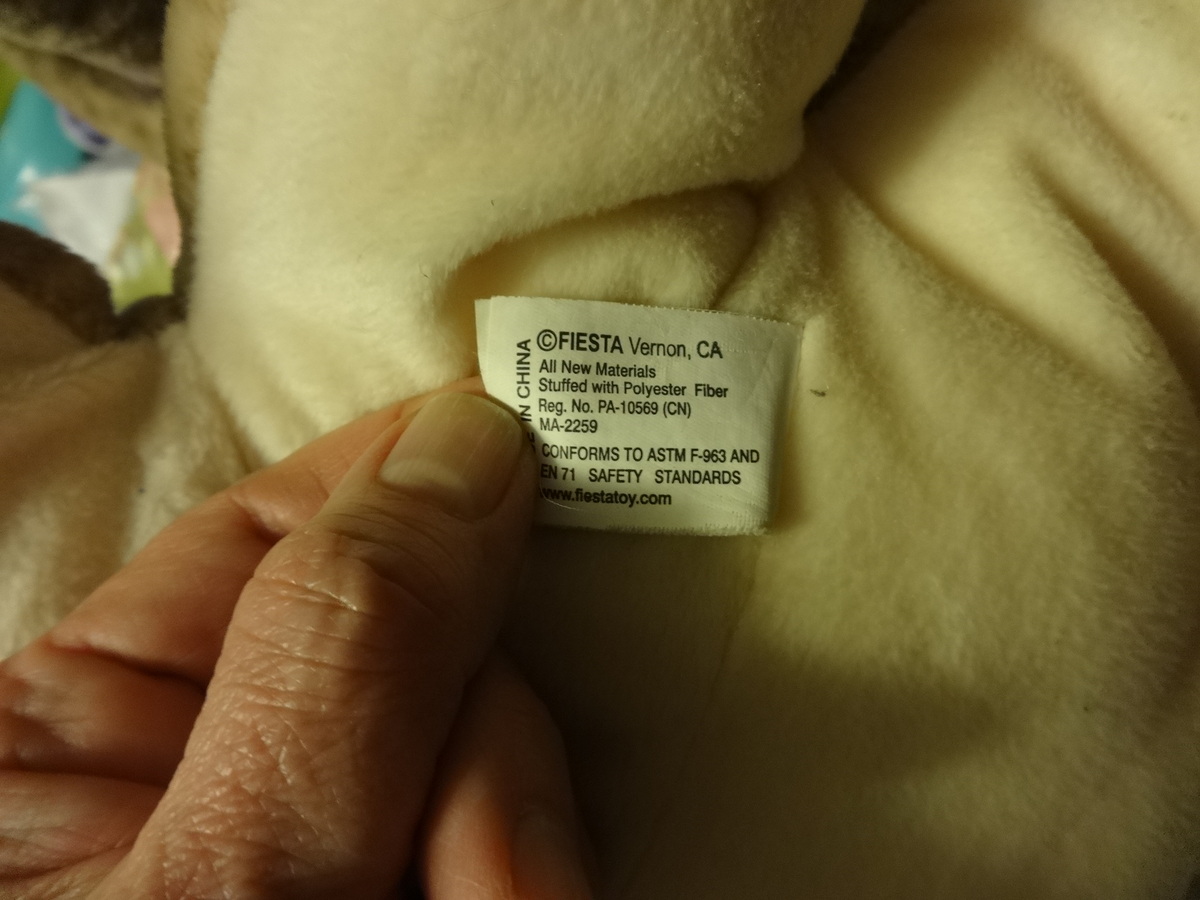 ©FIESTA Vernon, CA
All New Materials
Stuffed with Polyester Fiber
Reg. No. PA-10569 (CN)
MA-2259
CONFORMS TO ASTM F-963 AND
EN 71 SAFETY STANDARDS
www.fiestatoy.com
IN CHINA